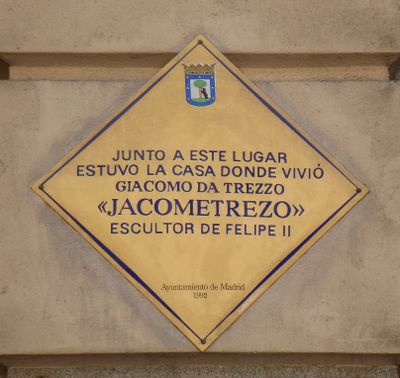 JUNTO A ESTE LUGAR
ESTUVO LA CASA DONDE VIVIÓ
GIACOMO DA TREZZO
«JACOMETREZO»
ESCULTOR DE FELIPE II
Ayuntamiento de Madrid
1992